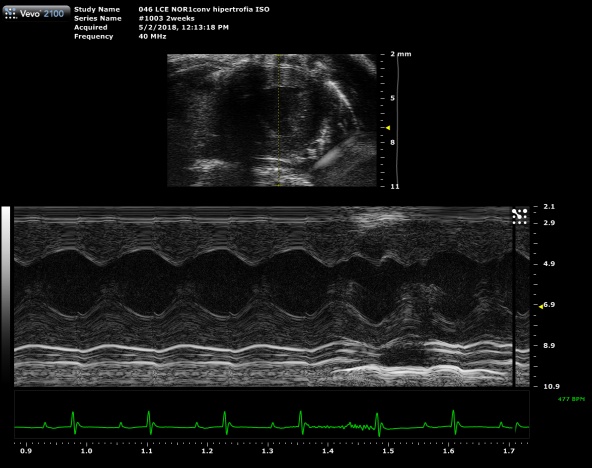 Vevo 2100
Study Name 046 LCE NOR1conv hipertrofia ISO
Series Name #1003 2weeks
Acquired 5/2/2018, 12:13:18 PM
Frequency 40 MHz
2 mm
5
8
11
2.1
2.9
4.9
6.9
8.9
10.9
477 BPM
0.9 1.0 1.1 1.2 1.3 1.4 1.5 1.6 1.7